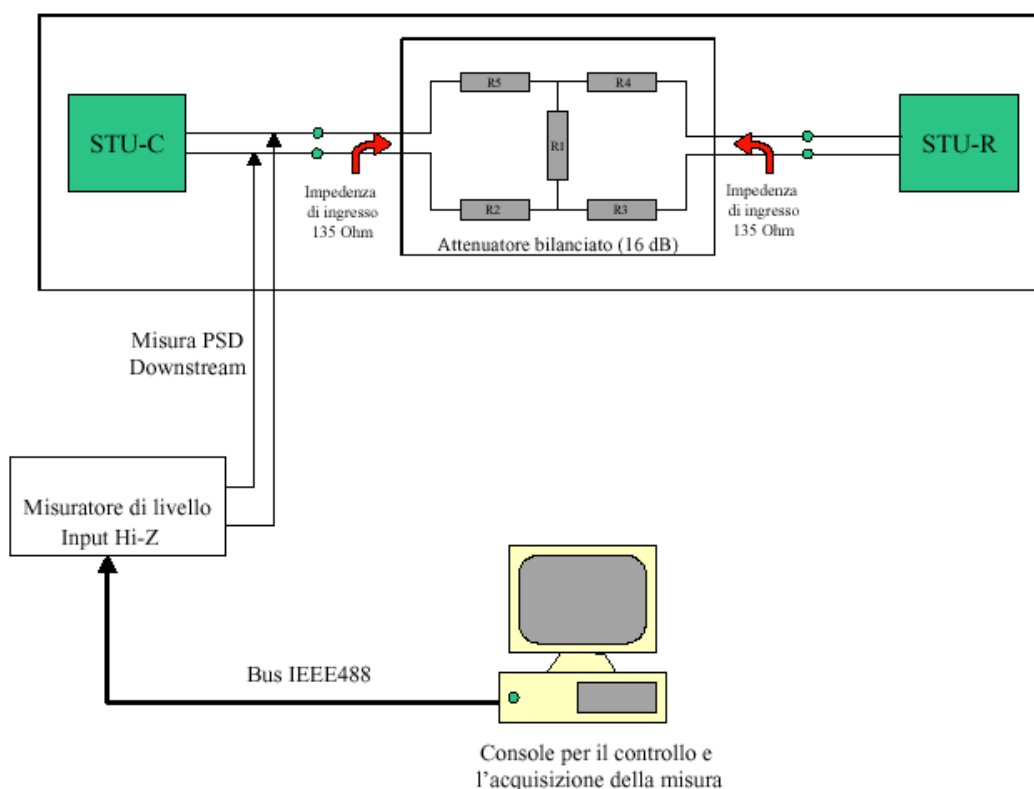 R5
R4
STU-C
R1
STU-R
Impedenza
di ingresso
135 Ohm
R2
R3
Impedenza
di ingresso
135 Ohm
Attenuatore bilanciato (16 dB)
Misura PSD
Downstream
Misuratore di livello
Input Hi-Z
Bus IEEE488
Console per il controllo e
l'acquisizione della misura